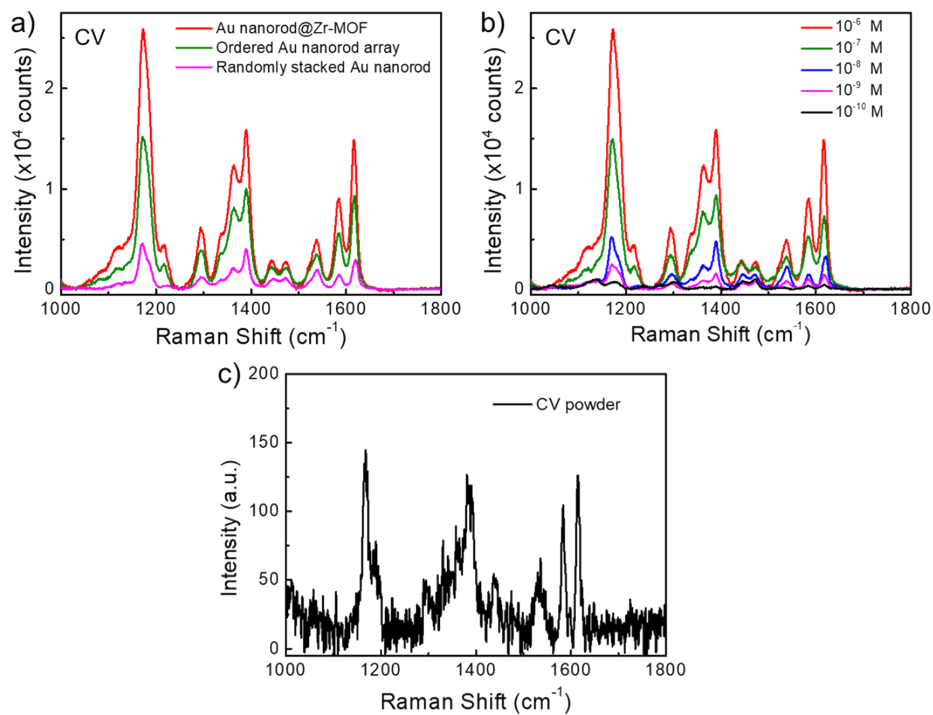 a)
CV
Au nanorod@Zr-MOF
Ordered Au nanorod array
Randomly stacked Au nanorod
Intensity (x10⁴ counts)
2
1
0
1000 1200 1400 1600 1800
Raman Shift (cm⁻¹)
b)
CV
10⁻⁶ M
10⁻⁷ M
10⁻⁸ M
10⁻⁹ M
10⁻¹⁰ M
Intensity (x10⁴ counts)
2
1
0
1000 1200 1400 1600 1800
Raman Shift (cm⁻¹)
c)
CV powder
Intensity (a.u.)
200
150
100
50
0
1000 1200 1400 1600 1800
Raman Shift (cm⁻¹)